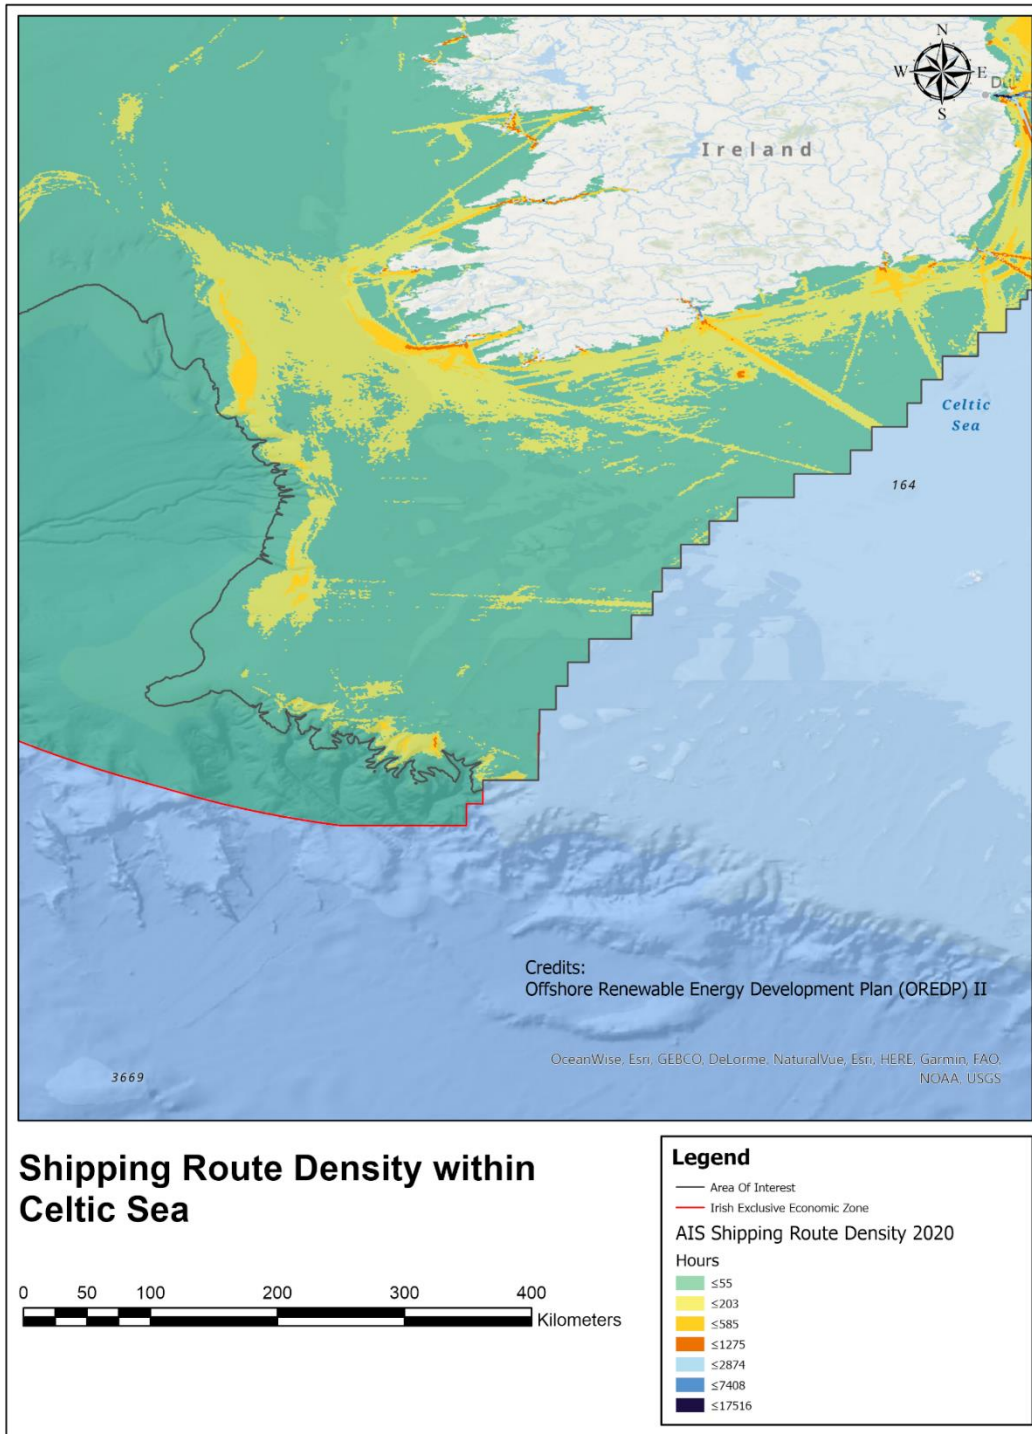 N
W
E
S
D
Ireland
Celtic
Sea
164
Credits:
Offshore Renewable Energy Development Plan (OREDP) II
OceanWise, Esri, GEBCO, DeLorme, NaturalVue, Esri, HERE, Garmin, FAO,
NOAA, USGS
3669
Shipping Route Density within
Celtic Sea
0 50 100 200 300 400
Kilometers
Legend
Area Of Interest
Irish Exclusive Economic Zone
AIS Shipping Route Density 2020
Hours
≤55
≤203
≤585
≤1275
≤2874
≤7408
≤17516